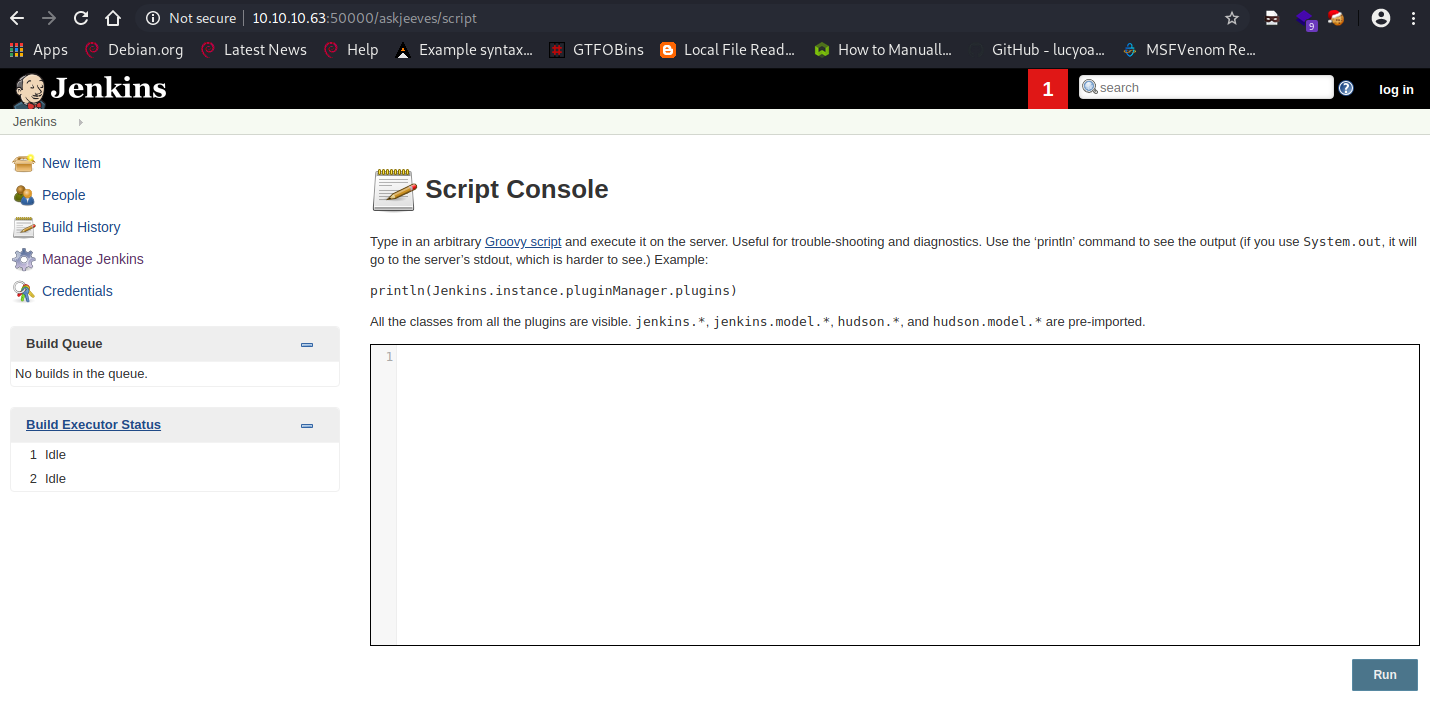 Not secure 10.10.10.63:50000/askjeeves/script
9
Apps Debian.org Latest News Help Example syntax... GTFOBins Local File Read... How to Manuall... GitHub - lucyoa... MSFVenom Re...
Jenkins 1 search log in
Jenkins
New Item
People
Build History
Manage Jenkins
Credentials
Build Queue
No builds in the queue.
Build Executor Status
1 Idle
2 Idle
Script Console
Type in an arbitrary Groovy script and execute it on the server. Useful for trouble-shooting and diagnostics. Use the ‘println’ command to see the output (if you use System.out, it will
go to the server’s stdout, which is harder to see.) Example:
println(Jenkins.instance.pluginManager.plugins)
All the classes from all the plugins are visible. jenkins.*, jenkins.model.*, hudson.*, and hudson.model.* are pre-imported.
1
Run